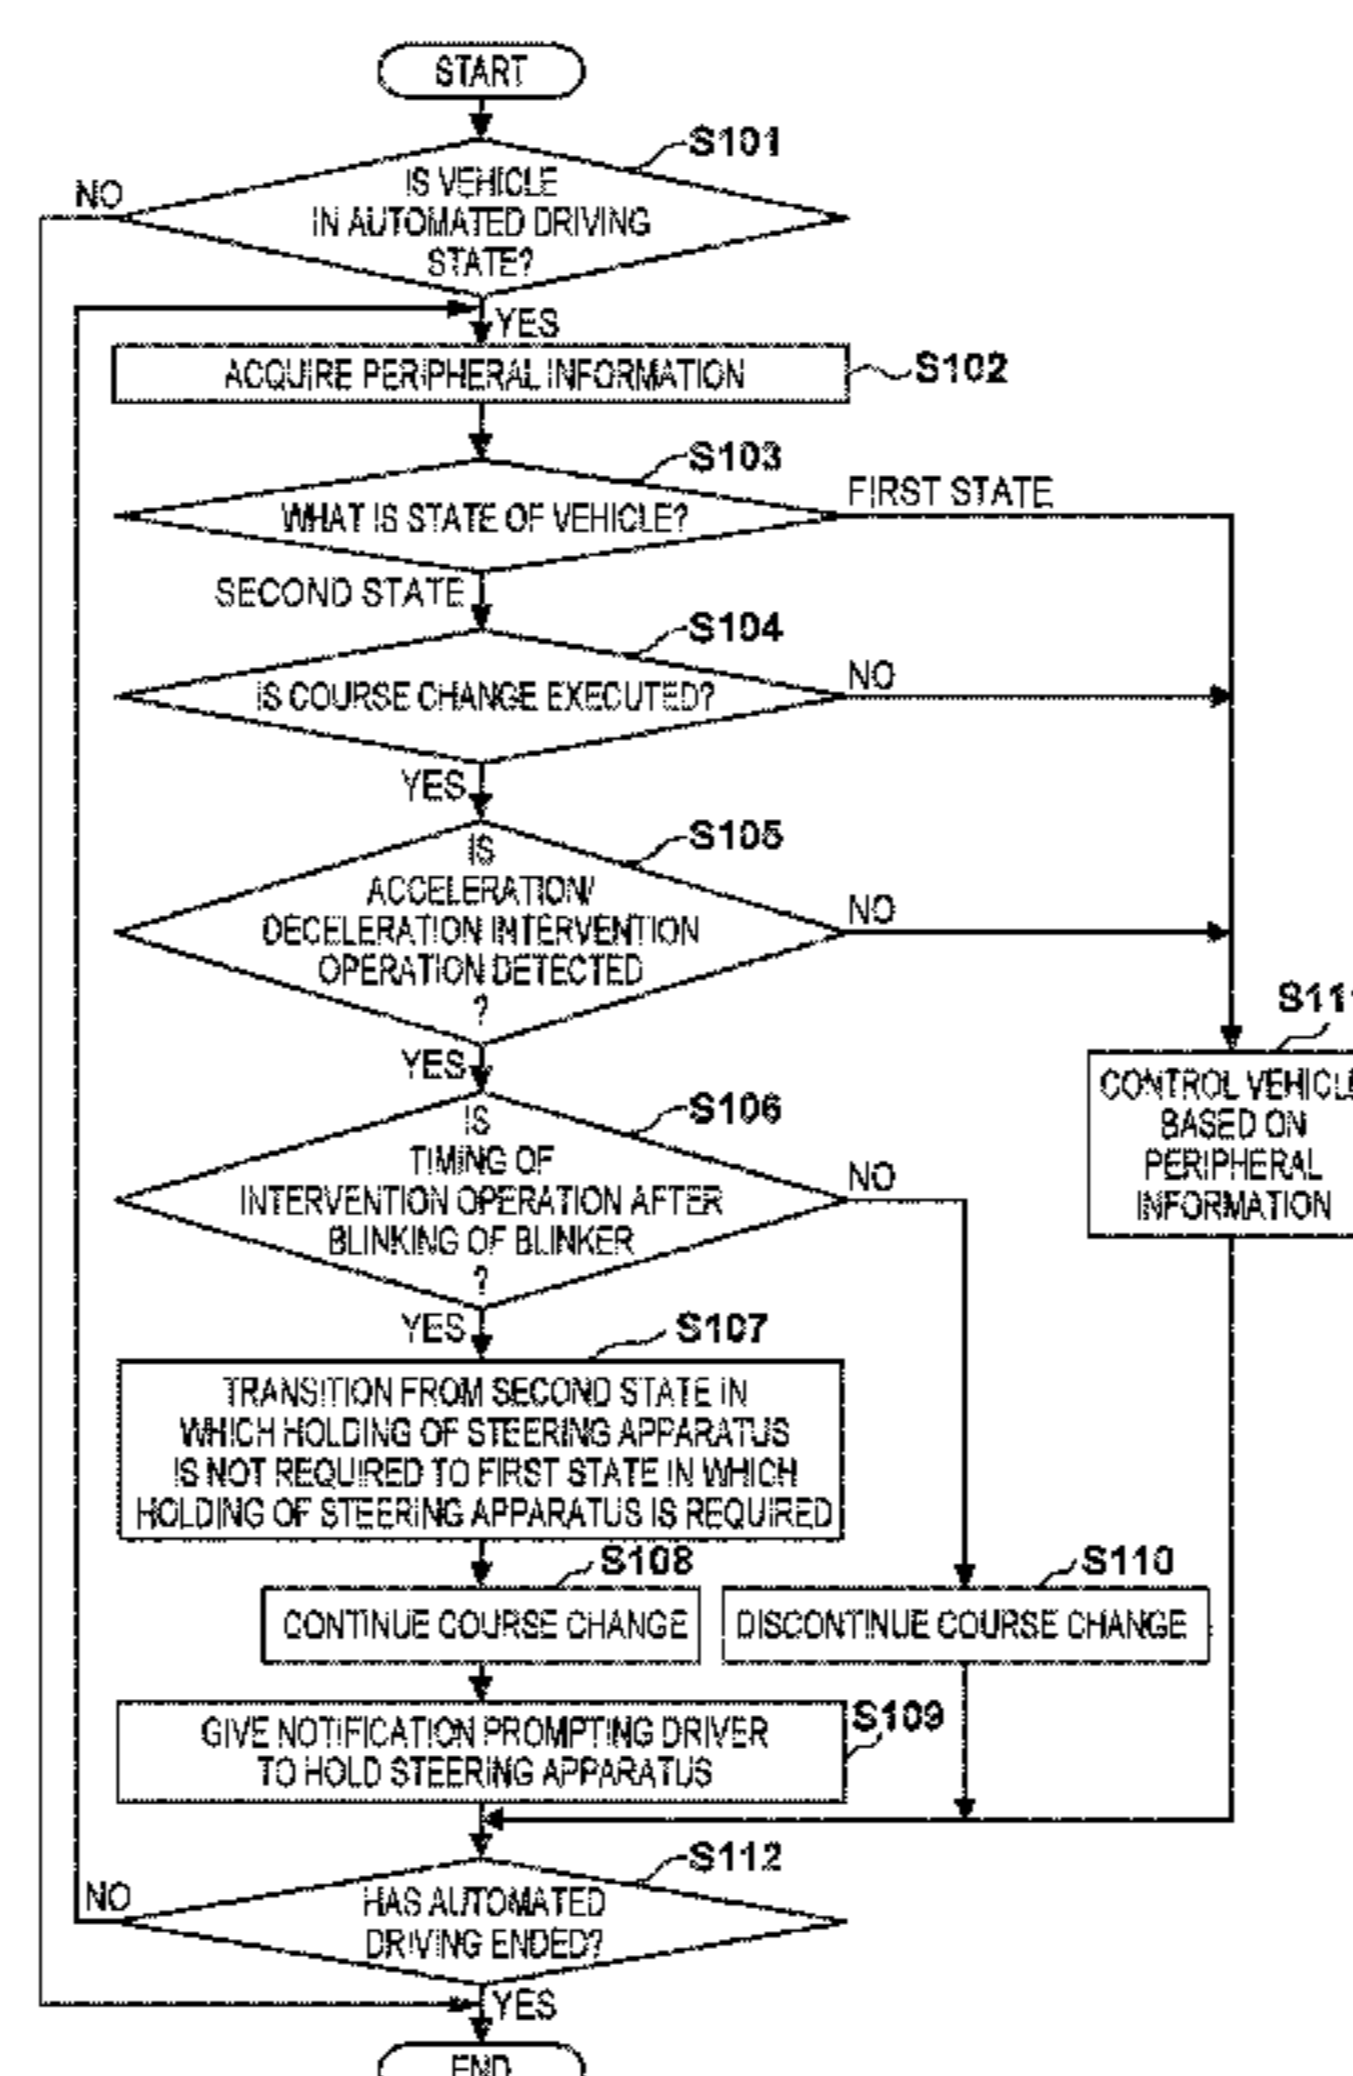 START
S101
NO
IS VEHICLE
IN AUTOMATED DRIVING
STATE?
YES
ACQUIRE PERIPHERAL INFORMATION
S102
S103
FIRST STATE
WHAT IS STATE OF VEHICLE?
SECOND STATE
S104
NO
IS COURSE CHANGE EXECUTED?
YES
S105
IS
ACCELERATION/
DECELERATION INTERVENTION
OPERATION DETECTED
?
NO
YES
S111
CONTROL VEHICLE
BASED ON
PERIPHERAL
INFORMATION
S106
IS
TIMING OF
INTERVENTION OPERATION AFTER
BLINKING OF BLINKER
?
NO
YES
S107
TRANSITION FROM SECOND STATE IN
WHICH HOLDING OF STEERING APPARATUS
IS NOT REQUIRED TO FIRST STATE IN WHICH
HOLDING OF STEERING APPARATUS IS REQUIRED
S108
CONTINUE COURSE CHANGE
S110
DISCONTINUE COURSE CHANGE
S109
GIVE NOTIFICATION PROMPTING DRIVER
TO HOLD STEERING APPARATUS
S112
NO
HAS AUTOMATED
DRIVING ENDED?
YES
END